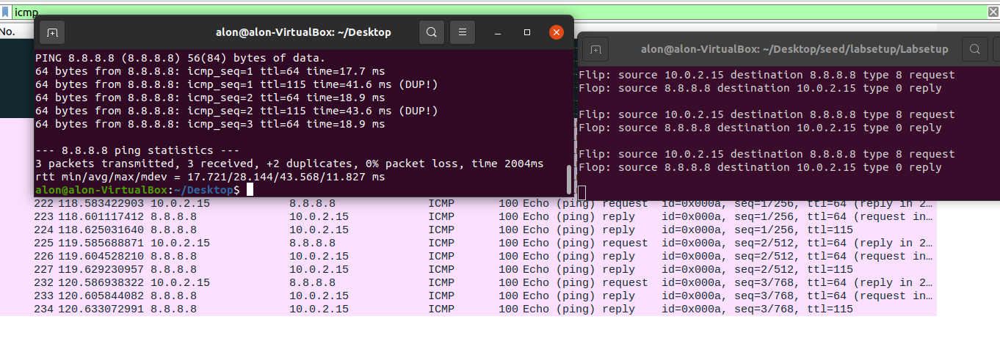 icmp
No.
alon@alon-VirtualBox: ~/Desktop
PING 8.8.8.8 (8.8.8.8) 56(84) bytes of data.
64 bytes from 8.8.8.8: icmp_seq=1 ttl=64 time=17.7 ms
64 bytes from 8.8.8.8: icmp_seq=1 ttl=115 time=41.6 ms (DUP!)
64 bytes from 8.8.8.8: icmp_seq=2 ttl=64 time=18.9 ms
64 bytes from 8.8.8.8: icmp_seq=2 ttl=115 time=43.6 ms (DUP!)
64 bytes from 8.8.8.8: icmp_seq=3 ttl=64 time=18.9 ms
--- 8.8.8.8 ping statistics ---
3 packets transmitted, 3 received, +2 duplicates, 0% packet loss, time 2004ms
rtt min/avg/max/mdev = 17.721/28.144/43.568/11.827 ms
alon@alon-VirtualBox:~/Desktop$
alon@alon-VirtualBox: ~/Desktop/seed/labsetup/Labsetup
Flip: source 10.0.2.15 destination 8.8.8.8 type 8 request
Flop: source 8.8.8.8 destination 10.0.2.15 type 0 reply
Flip: source 10.0.2.15 destination 8.8.8.8 type 8 request
Flop: source 8.8.8.8 destination 10.0.2.15 type 0 reply
Flip: source 10.0.2.15 destination 8.8.8.8 type 8 request
Flop: source 8.8.8.8 destination 10.0.2.15 type 0 reply
222 118.583422903 10.0.2.15 8.8.8.8 ICMP 100 Echo (ping) request id=0x000a, seq=1/256, ttl=64 (reply in 2…
223 118.601117412 8.8.8.8 10.0.2.15 ICMP 100 Echo (ping) reply id=0x000a, seq=1/256, ttl=64 (request in…
224 118.625031640 8.8.8.8 10.0.2.15 ICMP 100 Echo (ping) reply id=0x000a, seq=1/256, ttl=115
225 119.585688871 10.0.2.15 8.8.8.8 ICMP 100 Echo (ping) request id=0x000a, seq=2/512, ttl=64 (reply in 2…
226 119.604528210 8.8.8.8 10.0.2.15 ICMP 100 Echo (ping) reply id=0x000a, seq=2/512, ttl=64 (request in…
227 119.629230957 8.8.8.8 10.0.2.15 ICMP 100 Echo (ping) reply id=0x000a, seq=2/512, ttl=115
232 120.586938322 10.0.2.15 8.8.8.8 ICMP 100 Echo (ping) request id=0x000a, seq=3/768, ttl=64 (reply in 2…
233 120.605844082 8.8.8.8 10.0.2.15 ICMP 100 Echo (ping) reply id=0x000a, seq=3/768, ttl=64 (request in…
234 120.633072991 8.8.8.8 10.0.2.15 ICMP 100 Echo (ping) reply id=0x000a, seq=3/768, ttl=115